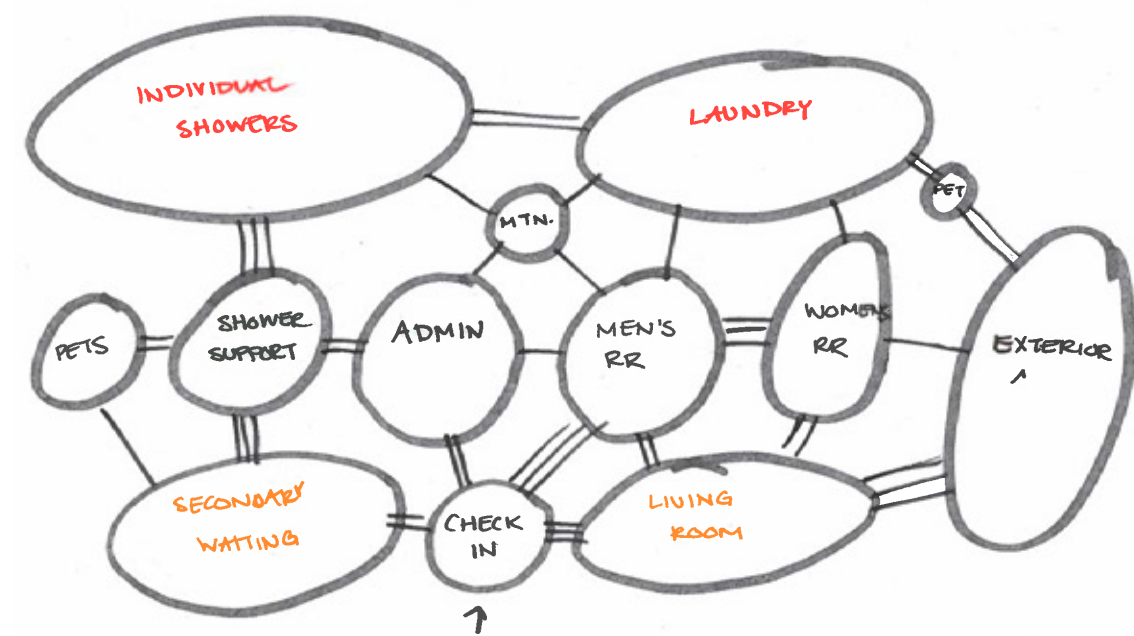 INDIVIDUAL
SHOWERS
LAUNDRY
PET
MTN.
SHOWER
SUPPORT
PETS
ADMIN
MEN'S
RR
WOMENS
RR
EXTERIOR
SECONDARY
WAITING
CHECK
IN
LIVING
ROOM